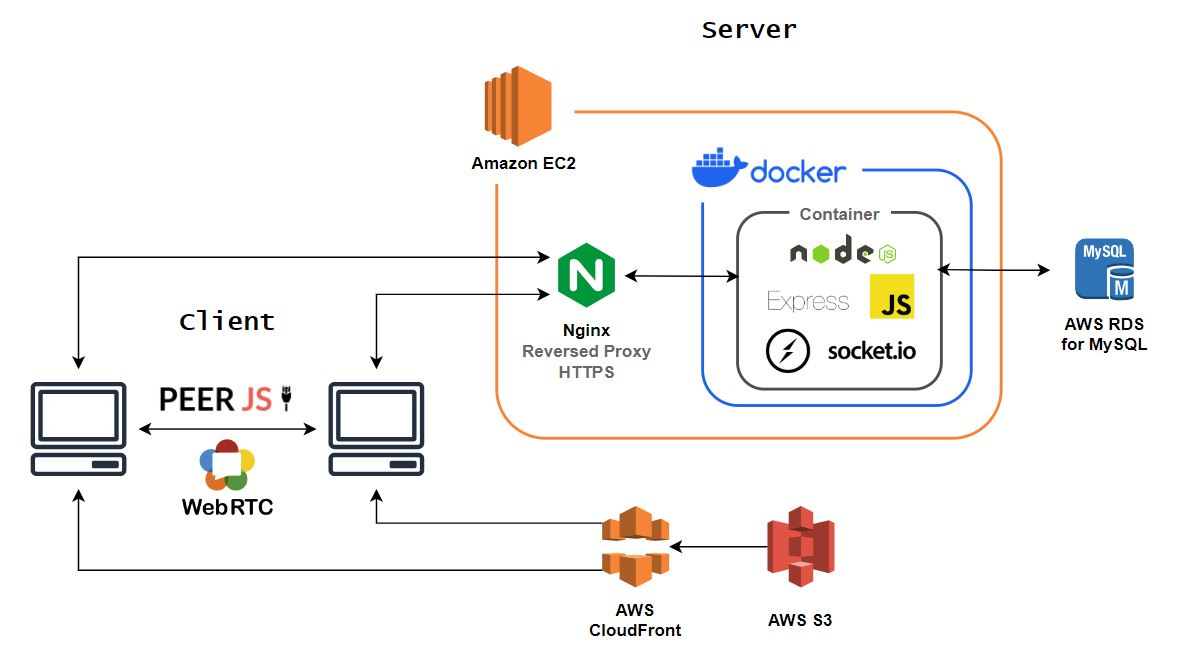 Server
Amazon EC2
docker
Container
node
JS
Express
JS
socket.io
MySQL
M
AWS RDS
for MySQL
N
Nginx
Reversed Proxy
HTTPS
Client
PEER JS
WebRTC
AWS
CloudFront
AWS S3